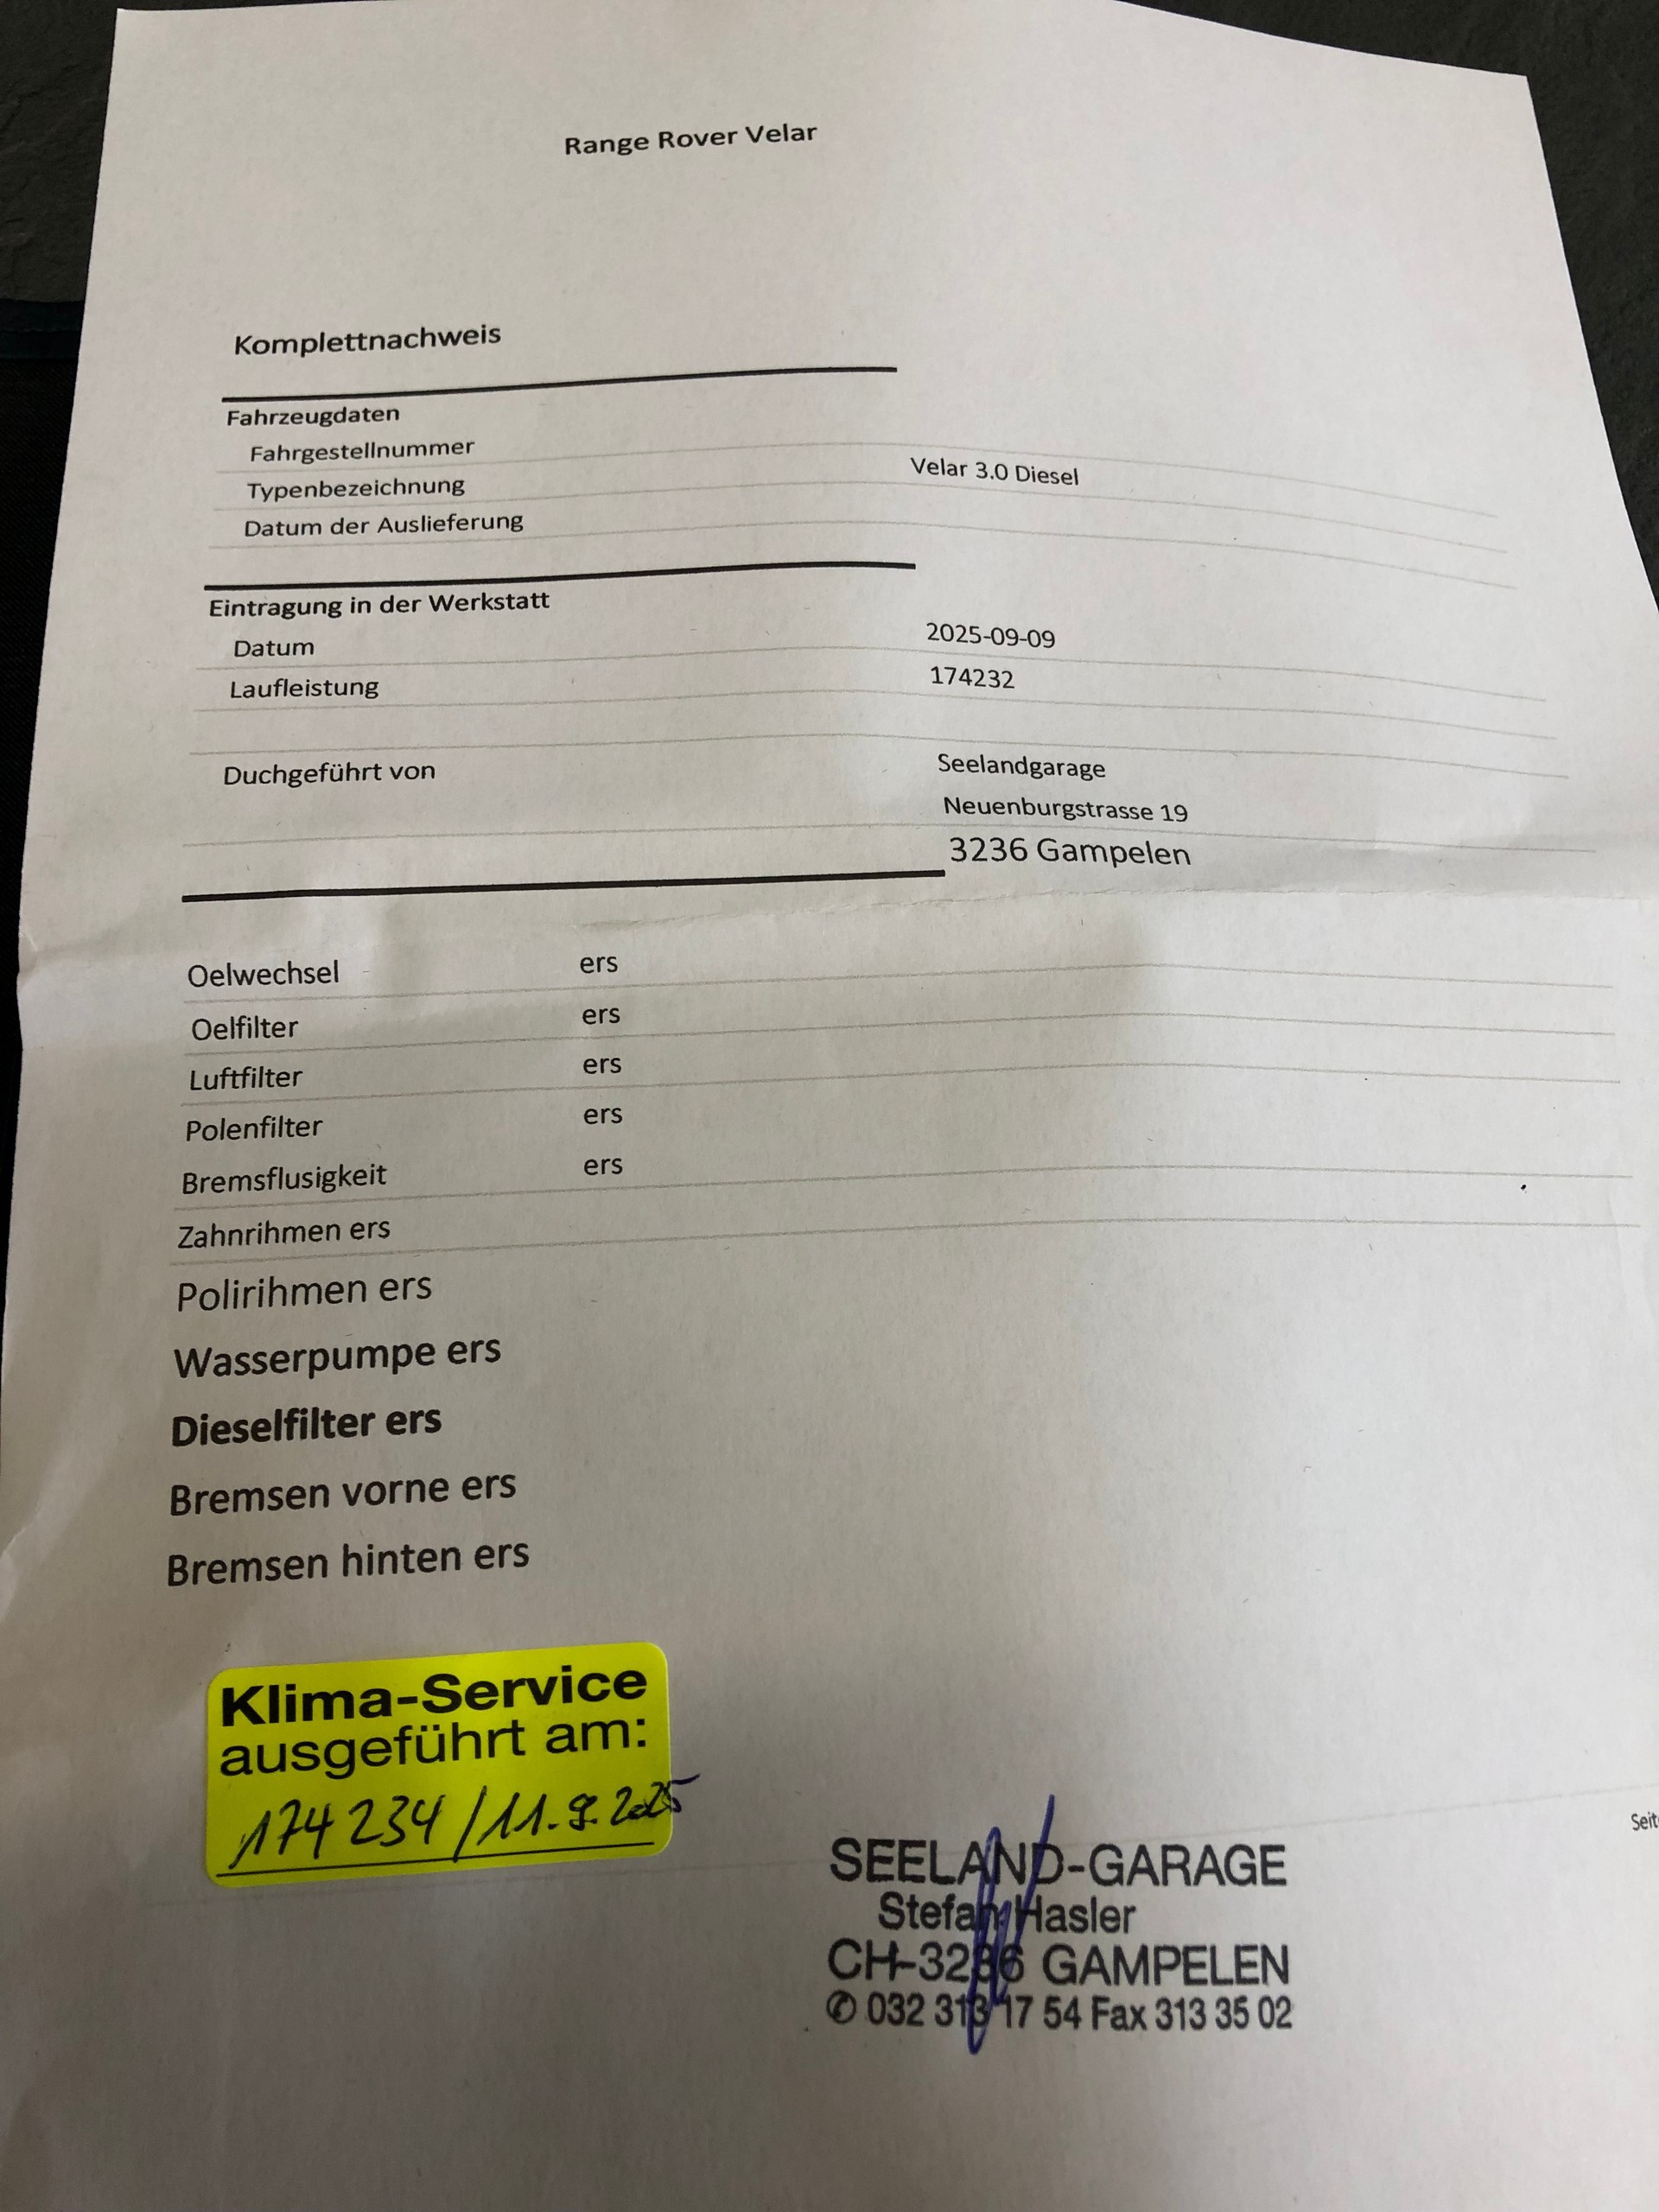 Range Rover Velar
Komplettnachweis
Fahrzeugdaten
Fahrgestellnummer
Typenbezeichnung Velar 3.0 Diesel
Datum der Auslieferung
Eintragung in der Werkstatt
Datum 2025-09-09
Laufleistung 174232
Duchgeführt von Seelandgarage
Neuenburgstrasse 19
3236 Gampelen
Oelwechsel ers
Oelfilter ers
Luftfilter ers
Polenfilter ers
Bremsflusigkeit ers
Zahnrihmen ers
Polirihmen ers
Wasserpumpe ers
Dieselfilter ers
Bremsen vorne ers
Bremsen hinten ers
Klima-Service
ausgeführt am:
174234/11.9.2025
Seit
SEELAND-GARAGE
Stefan Hasler
CH-3236 GAMPELEN
✆ 032 313 17 54 Fax 313 35 02